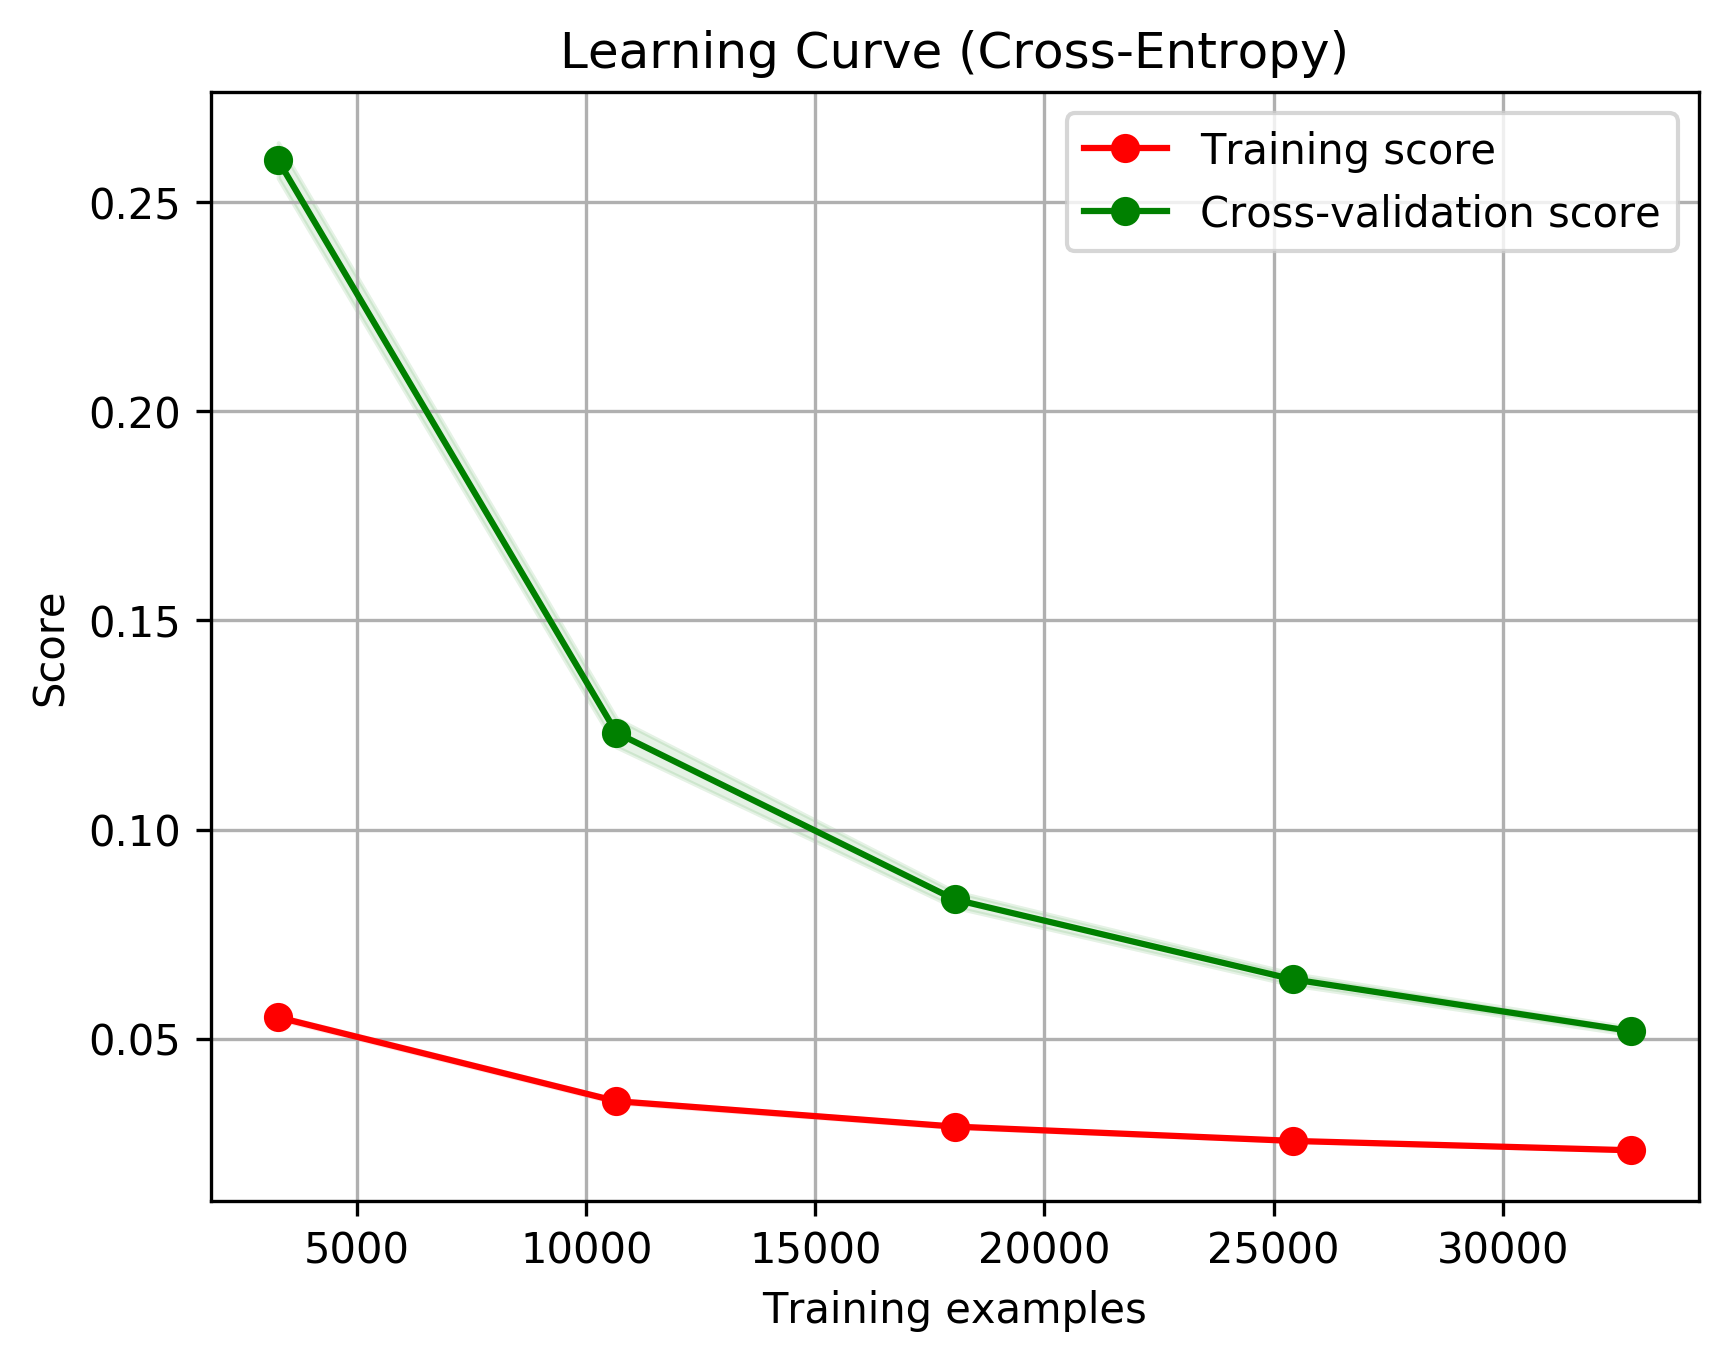 Learning Curve (Cross-Entropy)
Training score
Cross-validation score
0.25
0.20
0.15
0.10
0.05
Score
5000 10000 15000 20000 25000 30000
Training examples